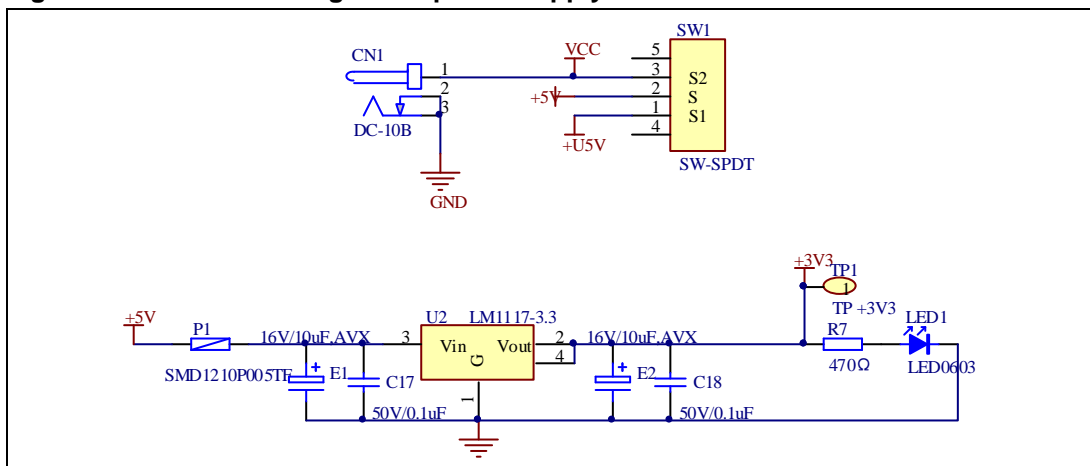 SW1
CN1
VCC
5
1
3
S2
2
+5V
2
S
3
1
S1
DC-10B
4
+U5V
SW-SPDT
GND
+3V3
TP1
1
+5V
P1
U2
LM1117-3.3
TP +3V3
R7
LED1
16V/10uF,AVX
3
Vin
Vout
2
16V/10uF,AVX
4
G
SMD1210P005TF
E1
C17
E2
C18
470Ω
LED0603
1
50V/0.1uF
50V/0.1uF